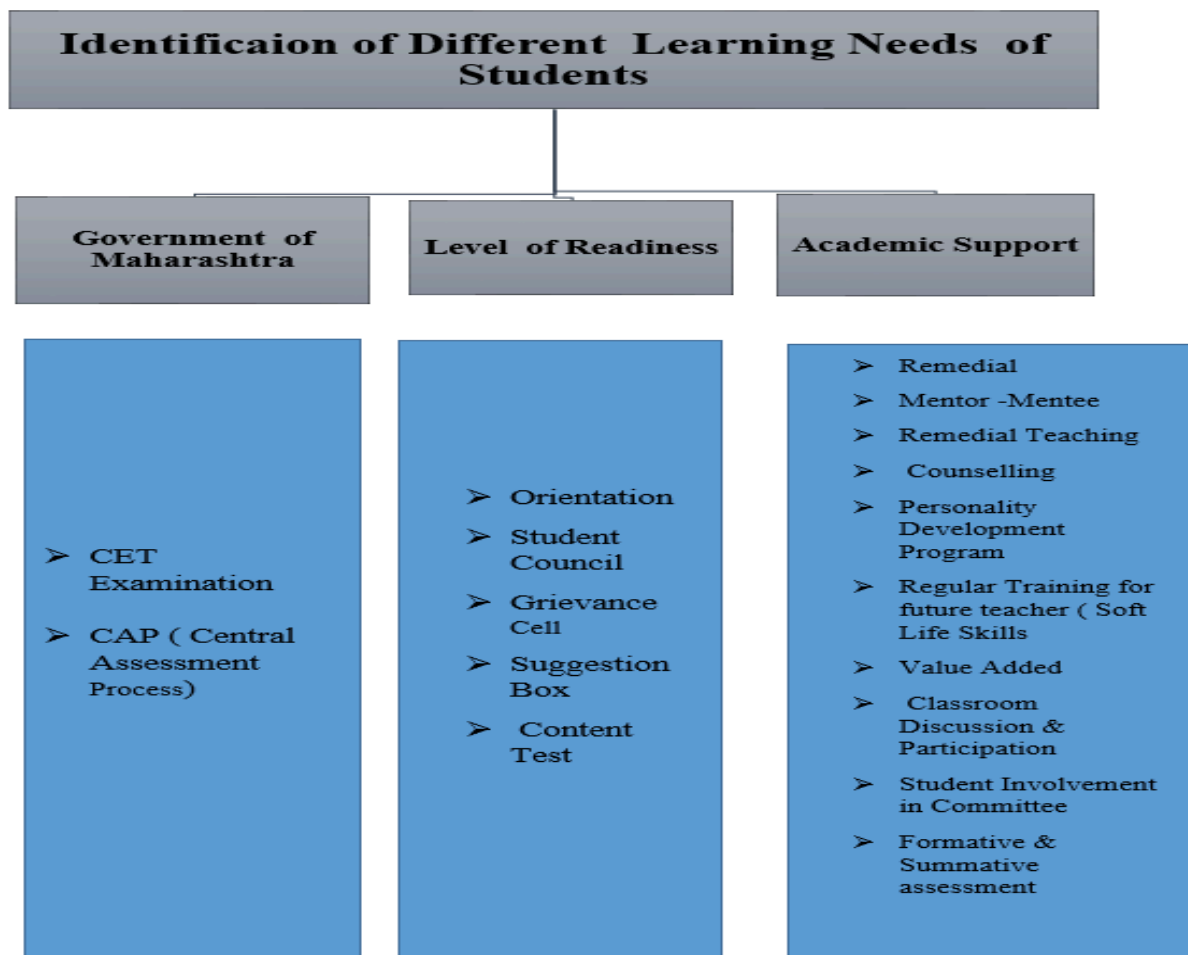 Identificaion of Different Learning Needs of
Students
Government of
Maharashtra
Level of Readiness
Academic Support
➢ CET
Examination
➢ CAP ( Central
Assessment
Process)
➢ Orientation
➢ Student
Council
➢ Grievance
Cell
➢ Suggestion
Box
➢ Content
Test
➢ Remedial
➢ Mentor -Mentee
➢ Remedial Teaching
➢ Counselling
➢ Personality
Development
Program
➢ Regular Training for
future teacher ( Soft
Life Skills
➢ Value Added
➢ Classroom
Discussion &
Participation
➢ Student Involvement
in Committee
➢ Formative &
Summative
assessment